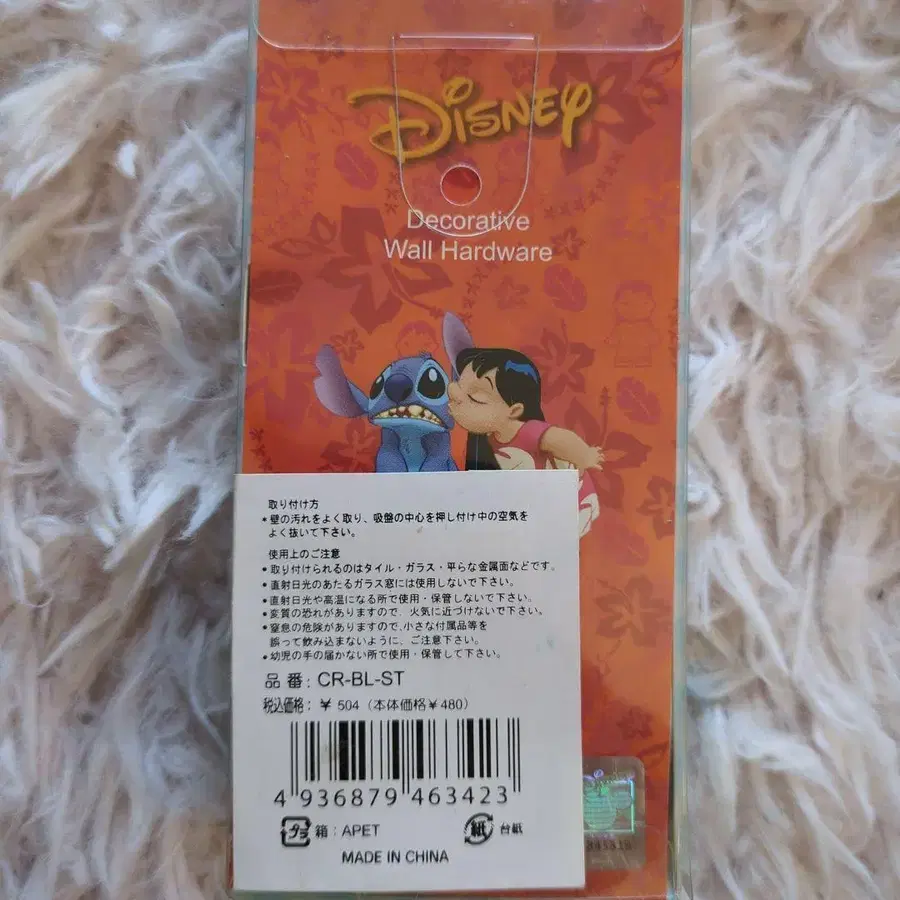 Disney
Decorative
Wall Hardware
取り付け方
•壁の汚れをよく取り、吸盤の中心を押し付け中の空気を
よく抜いて下さい。
使用上のご注意
•取り付けられるのはタイル・ガラス・平らな金属面などです。
•直射日光のあたるガラス窓には使用しないで下さい。
•直射日光や高温になる所で使用・保管しないで下さい。
•変質の恐れがありますので、火気に近づけないで下さい。
•窒息の危険がありますので、小さな付属品等を
誤って飲み込まないように、ご注意下さい。
•幼児の手の届かない所で使用・保管して下さい。
品 番: CR-BL-ST
税込価格: ¥ 504 (本体価格¥480)
4 936879 463423
プラ 箱: APET 紙 台紙
MADE IN CHINA